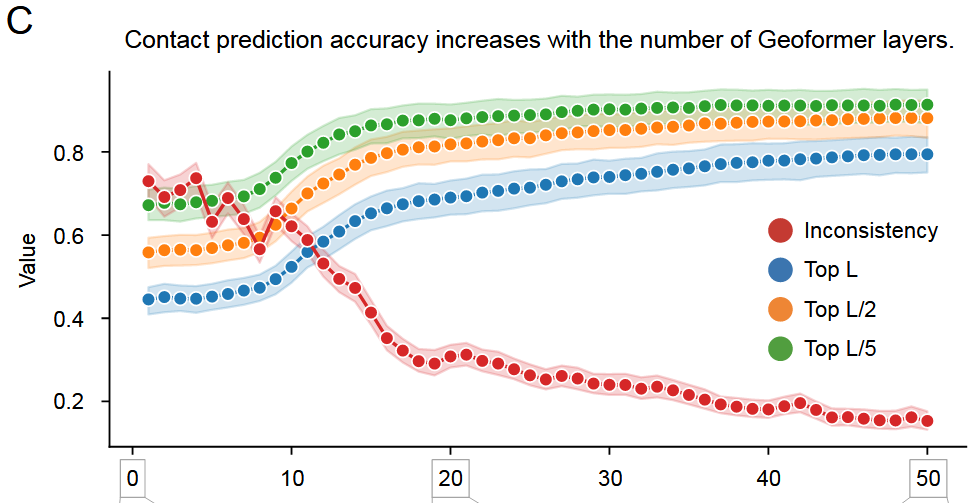 C
Contact prediction accuracy increases with the number of Geoformer layers.
Value
0.8
0.6
0.4
0.2
Inconsistency
Top L
Top L/2
Top L/5
0 10 20 30 40 50